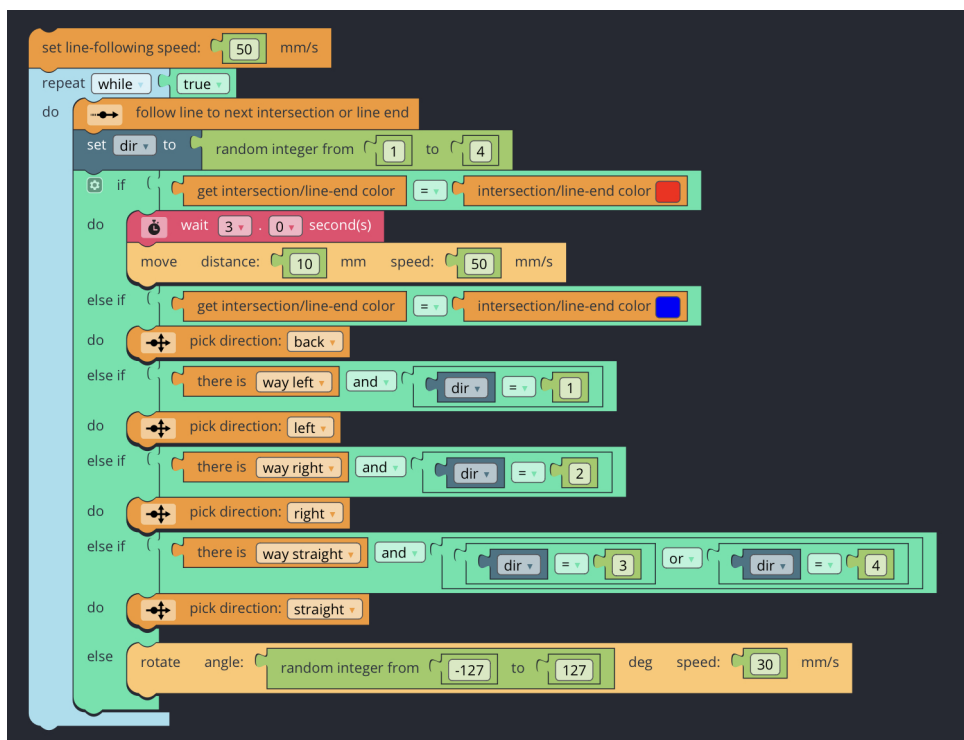 set line-following speed: 50 mm/s
repeat while true
do follow line to next intersection or line end
set dir to random integer from 1 to 4
if get intersection/line-end color = intersection/line-end color
do wait 3 . 0 second(s)
move distance: 10 mm speed: 50 mm/s
else if get intersection/line-end color = intersection/line-end color
do pick direction: back
else if there is way left and dir = 1
do pick direction: left
else if there is way right and dir = 2
do pick direction: right
else if there is way straight and dir = 3 or dir = 4
do pick direction: straight
else rotate angle: random integer from -127 to 127 deg speed: 30 mm/s